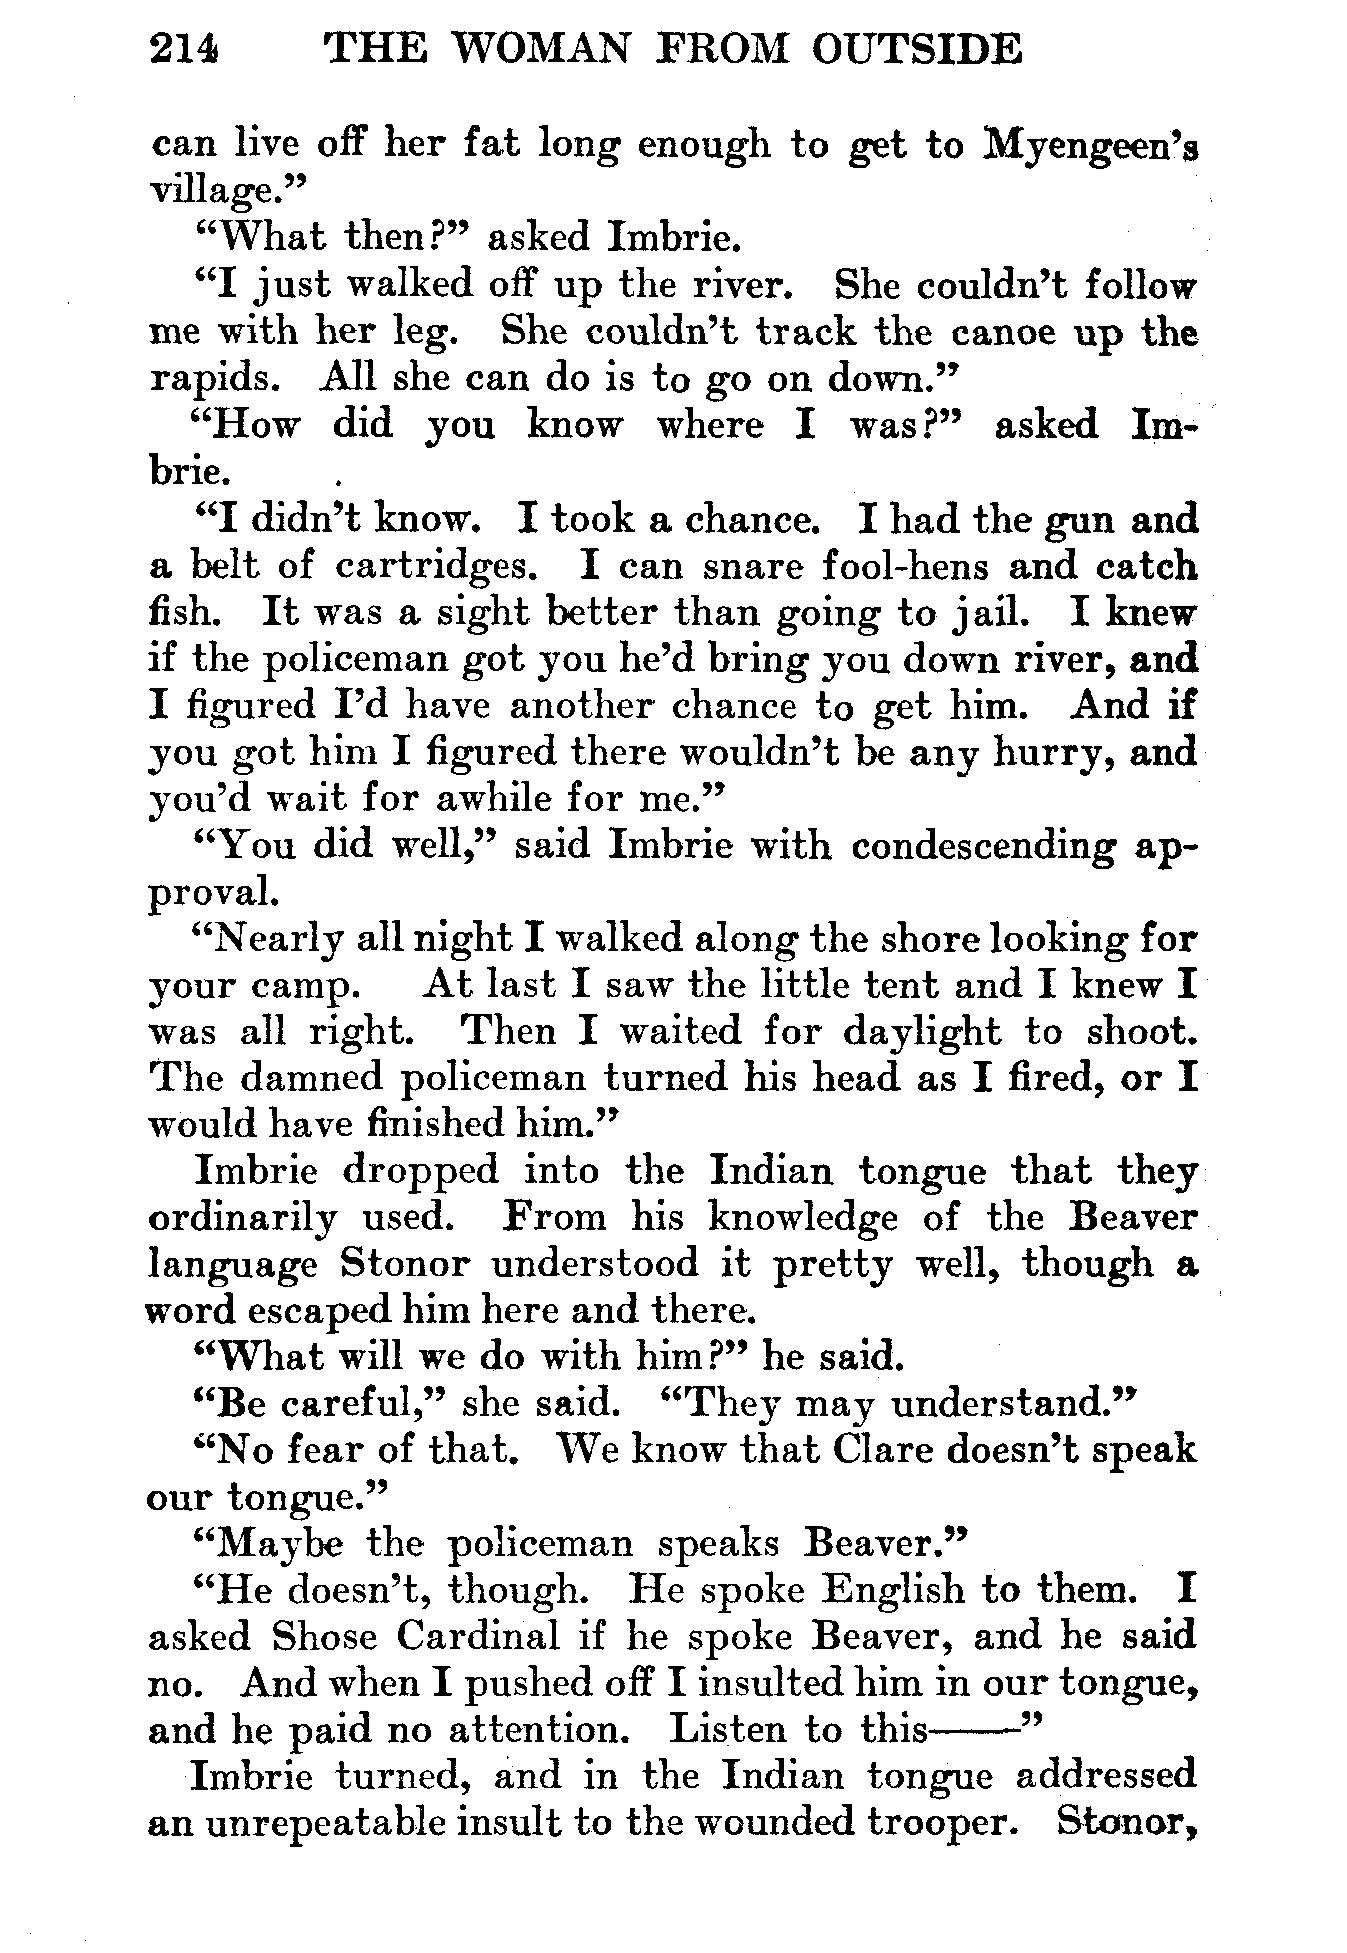 214 THE WOMAN FROM OUTSIDE
can live off her fat long enough to get to Myengeen's
village."
"What then?" asked Imbrie.
"I just walked off up the river. She couldn't follow
me with her leg. She couldn't track the canoe up the
rapids. All she can do is to go on down."
"How did you know where I was?" asked Im-
brie.
"I didn't know. I took a chance. I had the gun and
a belt of cartridges. I can snare fool-hens and catch
fish. It was a sight better than going to jail. I knew
if the policeman got you he'd bring you down river, and
I figured I'd have another chance to get him. And if
you got him I figured there wouldn't be any hurry, and
you'd wait for awhile for me."
"You did well," said Imbrie with condescending ap-
proval.
"Nearly all night I walked along the shore looking for
your camp. At last I saw the little tent and I knew I
was all right. Then I waited for daylight to shoot.
The damned policeman turned his head as I fired, or I
would have finished him."
Imbrie dropped into the Indian tongue that they
ordinarily used. From his knowledge of the Beaver
language Stonor understood it pretty well, though a
word escaped him here and there.
"What will we do with him?" he said.
"Be careful," she said. "They may understand."
"No fear of that. We know that Clare doesn't speak
our tongue."
"Maybe the policeman speaks Beaver."
"He doesn't, though. He spoke English to them. I
asked Shose Cardinal if he spoke Beaver, and he said
no. And when I pushed off I insulted him in our tongue,
and he paid no attention. Listen to this——"
Imbrie turned, and in the Indian tongue addressed
an unrepeatable insult to the wounded trooper. Stonor,